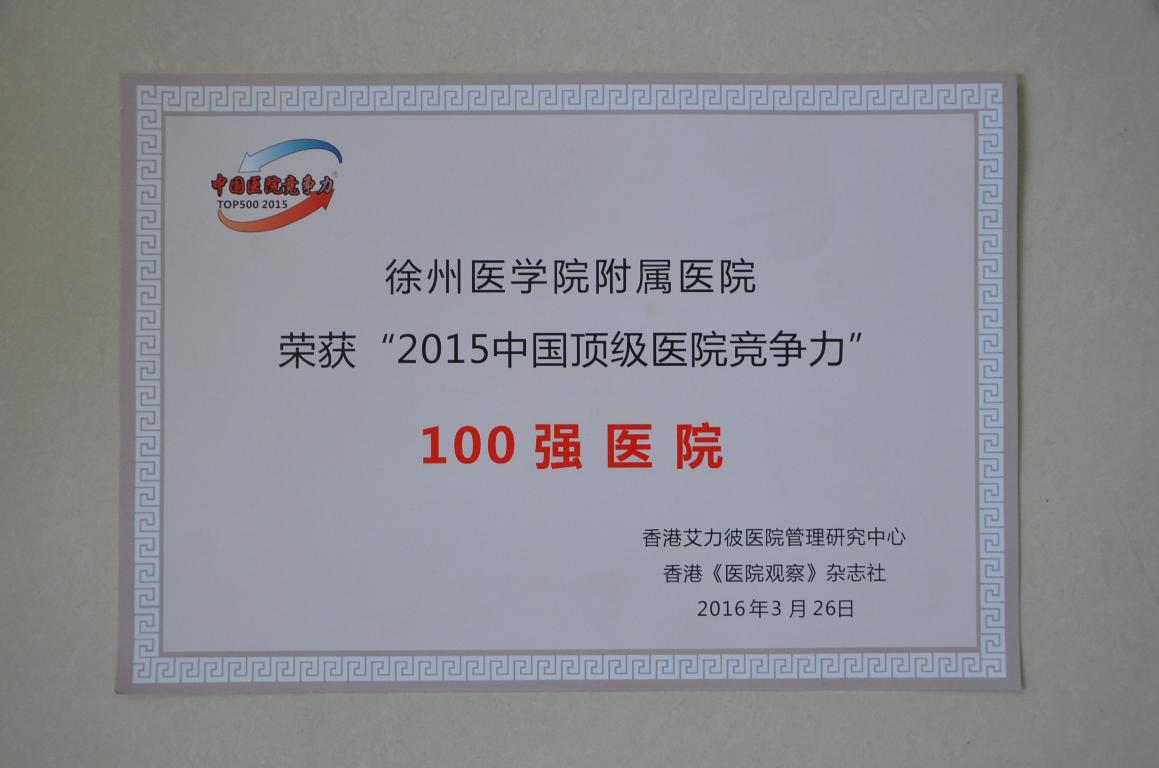 中国医院竞争力®
TOP500 2015
徐州医学院附属医院
荣获“2015中国顶级医院竞争力”
100强医院
香港艾力彼医院管理研究中心
香港《医院观察》杂志社
2016年3月26日